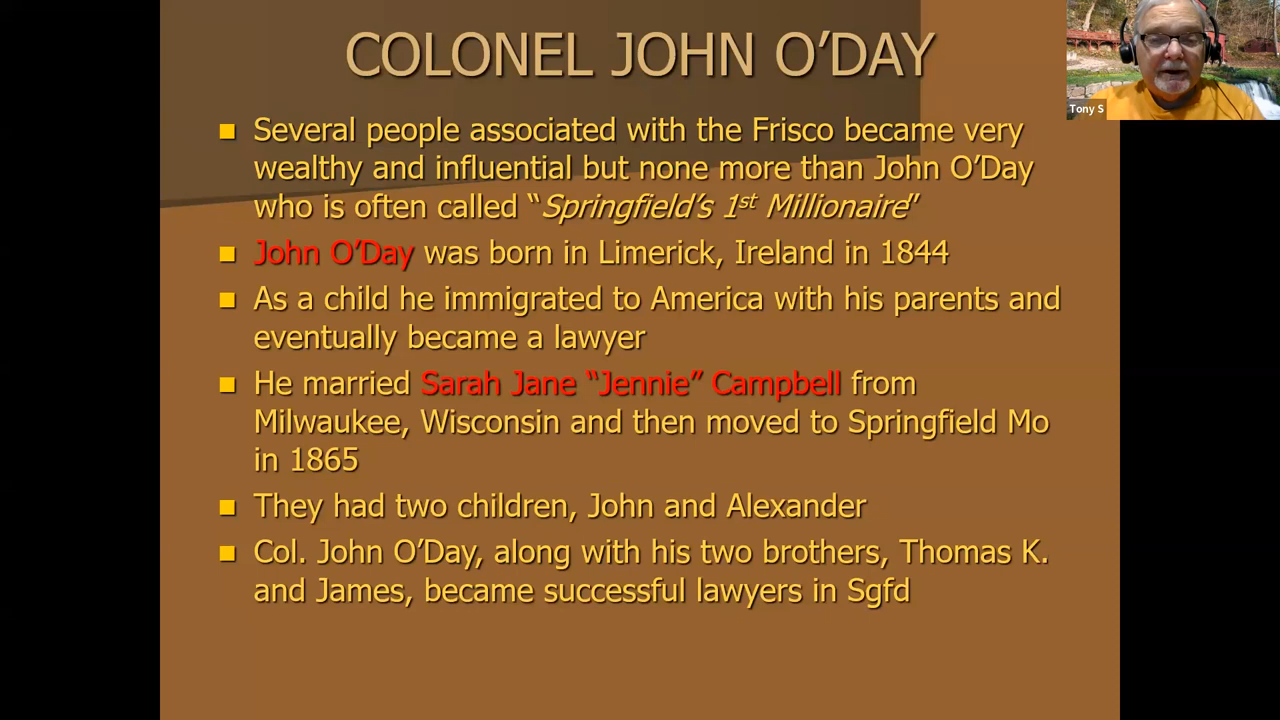 COLONEL JOHN O’DAY
Several people associated with the Frisco became very
wealthy and influential but none more than John O’Day
who is often called “Springfield’s 1st Millionaire”
John O’Day was born in Limerick, Ireland in 1844
As a child he immigrated to America with his parents and
eventually became a lawyer
He married Sarah Jane “Jennie” Campbell from
Milwaukee, Wisconsin and then moved to Springfield Mo
in 1865
They had two children, John and Alexander
Col. John O’Day, along with his two brothers, Thomas K.
and James, became successful lawyers in Sgfd
Tony S